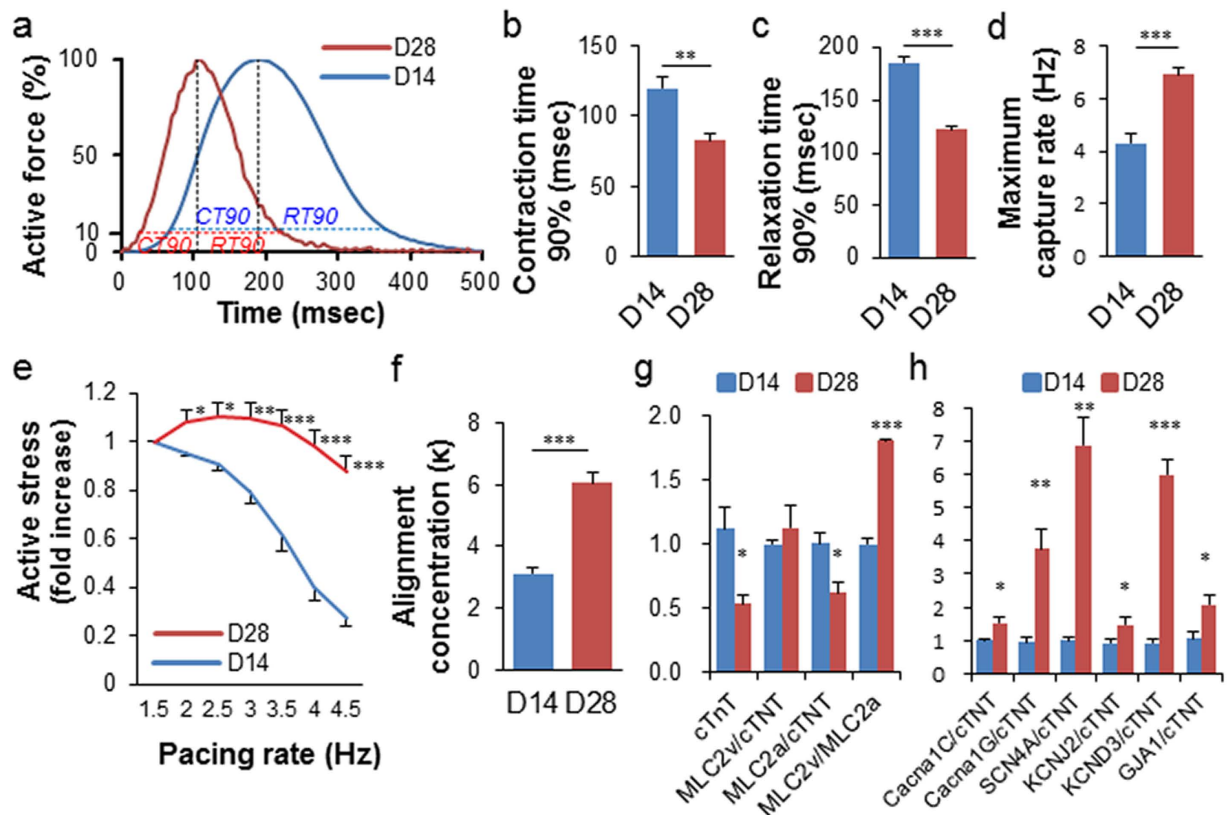 a
Active force (%)
100
50
10
0
D28
D14
CT90 RT90
CT90 RT90
0 100 200 300 400 500
Time (msec)
b
Contraction time
90% (msec)
150
100
50
0
**
D14 D28
c
Relaxation time
90% (msec)
200
150
100
50
0
***
D14 D28
d
Maximum
capture rate (Hz)
8
6
4
2
0
***
D14 D28
e
Active stress
(fold increase)
1.2
1
0.8
0.6
0.4
0.2
0
* * ** *** *** ***
D28
D14
1.5 2 2.5 3 3.5 4 4.5
Pacing rate (Hz)
f
Alignment
concentration (κ)
8
6
4
2
0
***
D14 D28
g
D14 D28
2.0
1.5
1.0
0.5
0.0
* * ***
cTnT
MLC2v/cTNT
MLC2a/cTNT
MLC2v/MLC2a
h
D14 D28
8
7
6
5
4
3
2
1
0
* ** ** * *** *
Cacna1C/cTNT
Cacna1G/cTNT
SCN4A/cTNT
KCNJ2/cTNT
KCND3/cTNT
GJA1/cTNT